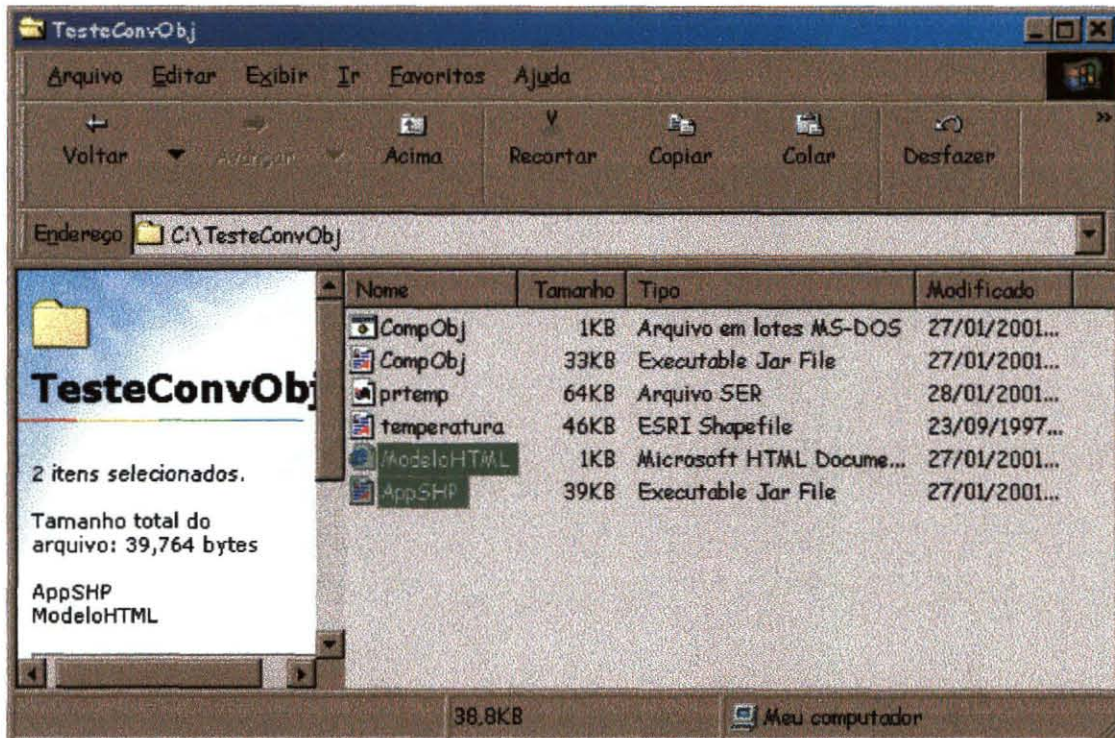 TesteConvObj
Arquivo Editar Exibir Ir Favoritos Ajuda
Voltar Avançar Acima Recortar Copiar Colar Desfazer »
Endereço C:\TesteConvObj
TesteConvObj
2 itens selecionados.
Tamanho total do
arquivo: 39,764 bytes
AppSHP
ModeloHTML
Nome Tamanho Tipo Modificado
CompObj 1KB Arquivo em lotes MS-DOS 27/01/2001...
CompObj 33KB Executable Jar File 27/01/2001...
prtemp 64KB Arquivo SER 28/01/2001...
temperatura 46KB ESRI Shapefile 23/09/1997...
ModeloHTML 1KB Microsoft HTML Docume... 27/01/2001...
AppSHP 39KB Executable Jar File 27/01/2001...
38,8KB Meu computador